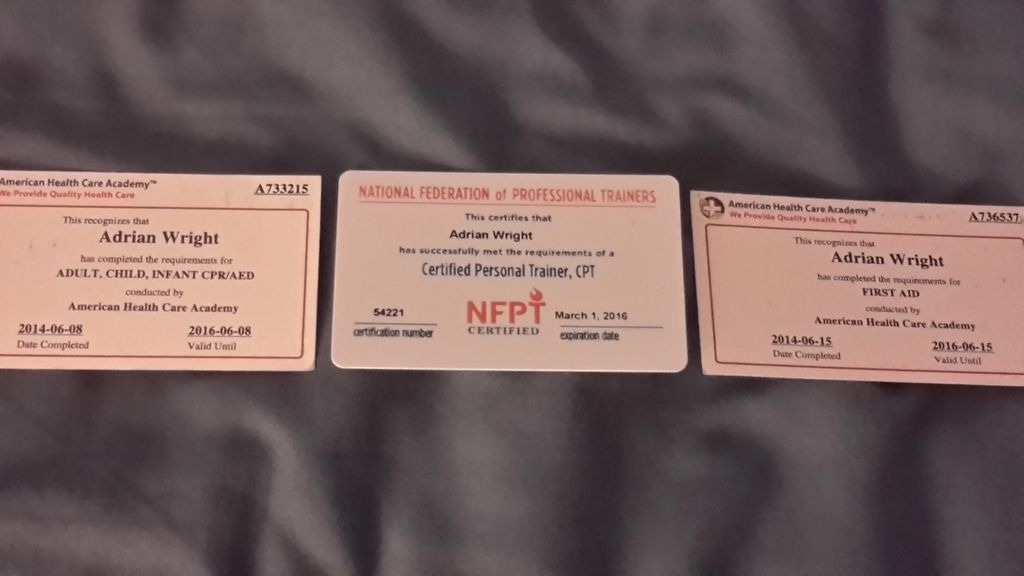 American Health Care Academy™
We Provide Quality Health Care
A733215
This recognizes that
Adrian Wright
has completed the requirements for
ADULT, CHILD, INFANT CPR/AED
conducted by
American Health Care Academy
2014-06-08 2016-06-08
Date Completed Valid Until
NATIONAL FEDERATION of PROFESSIONAL TRAINERS
This certifies that
Adrian Wright
has successfully met the requirements of a
Certified Personal Trainer, CPT
54221
certification number
NFPT
CERTIFIED
March 1, 2016
expiration date
American Health Care Academy™
We Provide Quality Health Care
A736537
This recognizes that
Adrian Wright
has completed the requirements for
FIRST AID
conducted by
American Health Care Academy
2014-06-15 2016-06-15
Date Completed Valid Until